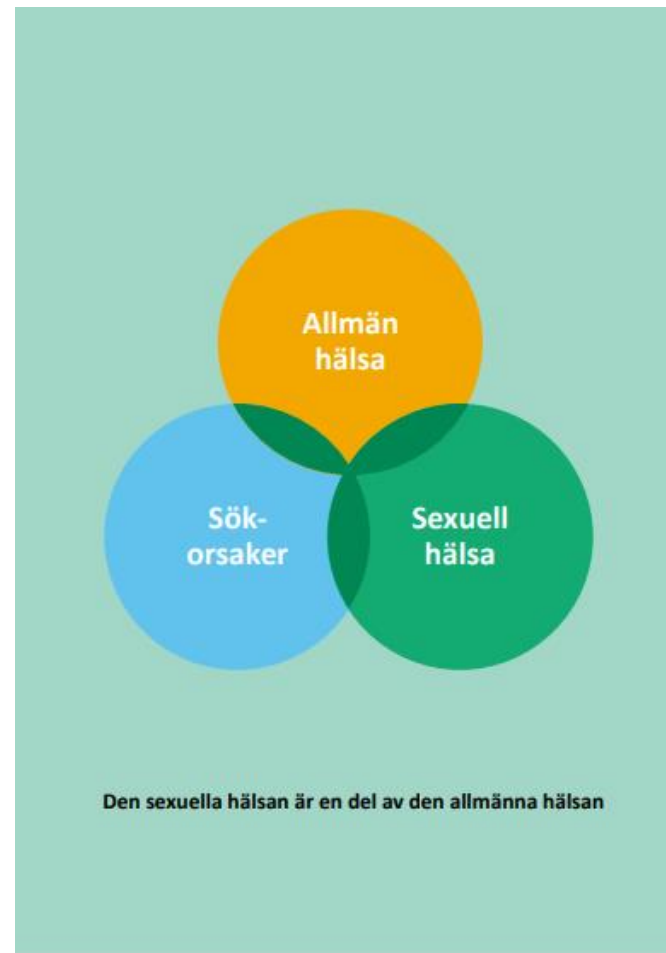 Allmän
hälsa
Sök-
orsaker
Sexuell
hälsa
Den sexuella hälsan är en del av den allmänna hälsan